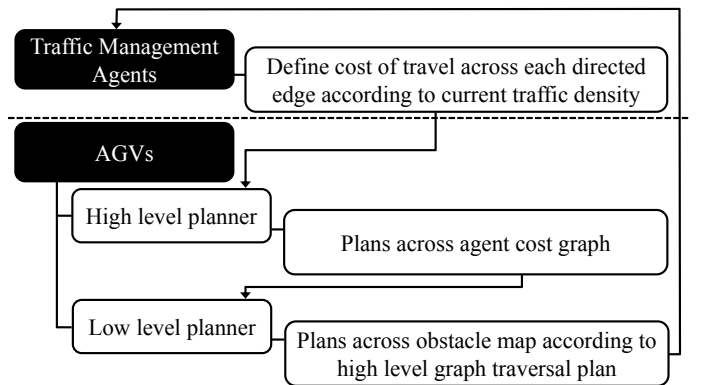 Traffic Management
Agents
Define cost of travel across each directed
edge according to current traffic density
AGVs
High level planner
Plans across agent cost graph
Low level planner
Plans across obstacle map according to
high level graph traversal plan